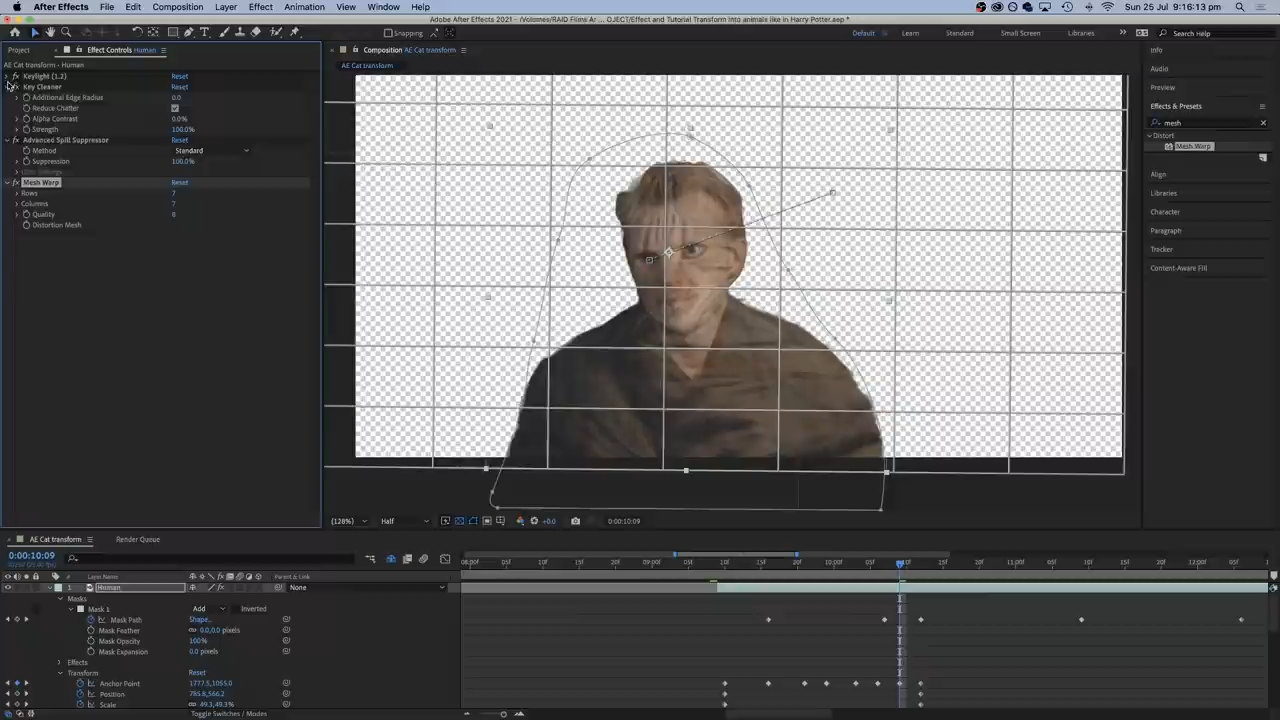 After Effects File Edit Composition Layer Effect Animation View Window Help Sun 25 Jul 9:16:13 pm
Adobe After Effects 2021 - /Volumes/RAID Films Ar ... OJECT/Effect and Tutorial Transform into animals like in Harry Potter.aep *
Snapping Default Learn Standard Small Screen Libraries Search Help
Project Effect Controls Human Composition AE Cat transform Info
AE Cat transform • Human AE Cat transform
Keylight (1.2) Reset
Key Cleaner Reset
Additional Edge Radius 0.0
Reduce Chatter
Alpha Contrast 0.0%
Strength 100.0%
Advanced Spill Suppressor Reset
Method Standard
Suppression 100.0%
Mesh Warp Reset
Rows 7
Columns 7
Quality 8
Distortion Mesh
Audio
Preview
Effects & Presets
mesh
Distort
Mesh Warp
Align
Libraries
Character
Paragraph
Tracker
Content-Aware Fill
(128%) Half +0.0 0:00:10:09
AE Cat transform Render Queue
0:00:10:09
Layer Name Parent & Link
1 Human None
Masks
Mask 1 Add Inverted
Mask Path Shape...
Mask Feather 0.0,0.0 pixels
Mask Opacity 100%
Mask Expansion 0.0 pixels
Effects
Transform Reset
Anchor Point 1777.5,1055.0
Position 785.8,566.2
Scale 49.3,49.3%
Toggle Switches / Modes